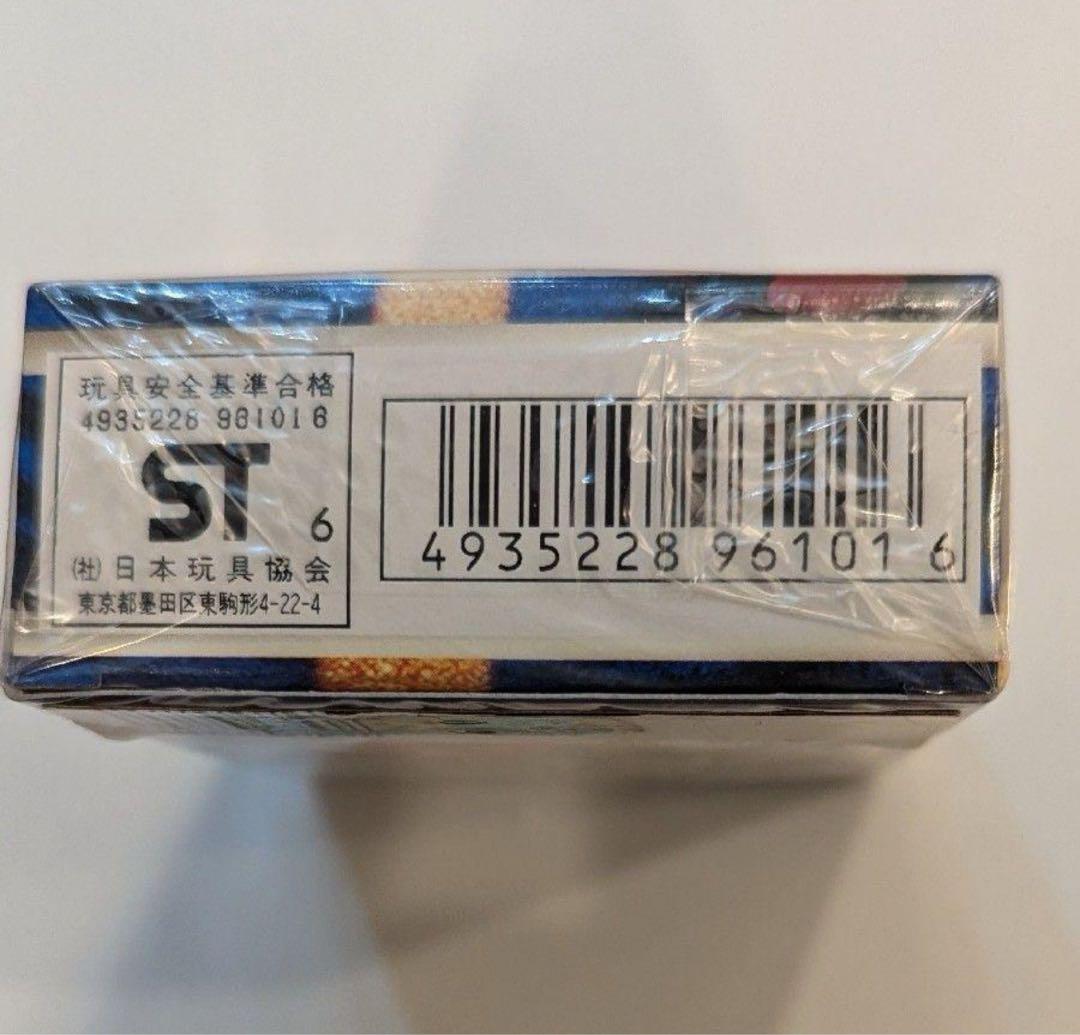 玩具安全基準合格
4935228 961016
ST 6
㈳日本玩具協会
東京都墨田区東駒形4-22-4
4935228 961016